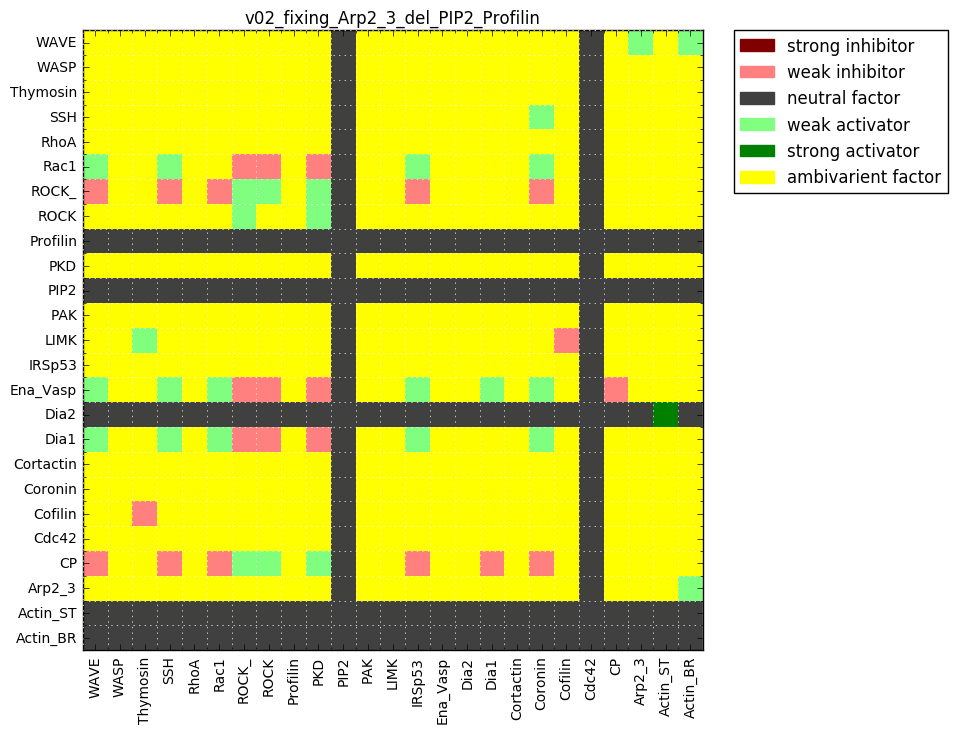 v02_fixing_Arp2_3_del_PIP2_Profilin
strong inhibitor
weak inhibitor
neutral factor
weak activator
strong activator
ambivarient factor
WAVE
WASP
Thymosin
SSH
RhoA
Rac1
ROCK_
ROCK
Profilin
PKD
PIP2
PAK
LIMK
IRSp53
Ena_Vasp
Dia2
Dia1
Cortactin
Coronin
Cofilin
Cdc42
CP
Arp2_3
Actin_ST
Actin_BR
WAVE
WASP
Thymosin
SSH
RhoA
Rac1
ROCK_
ROCK
Profilin
PKD
PIP2
PAK
LIMK
IRSp53
Ena_Vasp
Dia2
Dia1
Cortactin
Coronin
Cofilin
Cdc42
CP
Arp2_3
Actin_ST
Actin_BR